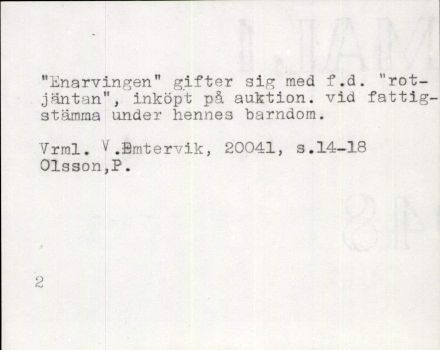 "Enarvingen" gifter sig med f.d. "rot-
jäntan", inköpt på auktion. vid fattig-
stämma under hennes barndom.
Vrml. V.Emtervik, 20041, s.14-18
Olsson,P.
2